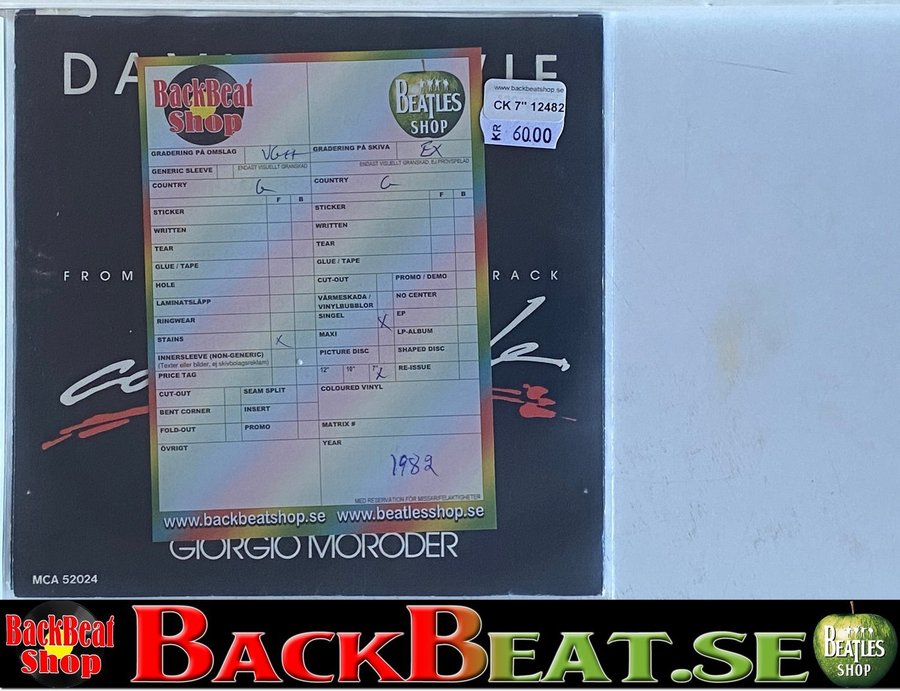 DAV WIE
BackBeat
Shop
BEATLES
SHOP
www.backbeatshop.se
CK 7" 12482
KR 60.00
GRADERING PÅ OMSLAG VG++
GRADERING PÅ SKIVA EX
ENDAST VISUELLT GRANSKAD
ENDAST VISUELLT GRANSKAD, EJ PROVSPELAD
GENERIC SLEEVE
COUNTRY G
COUNTRY G
F B
F B
STICKER
STICKER
WRITTEN
WRITTEN
TEAR
TEAR
GLUE / TAPE
GLUE / TAPE
FROM
RACK
HOLE
CUT-OUT
PROMO / DEMO
LAMINATSLÄPP
VÄRMESKADA /
VINYLBUBBLOR
NO CENTER
RINGWEAR
SINGEL X
EP
STAINS X
MAXI
LP-ALBUM
INNERSLEEVE (NON-GENERIC)
(Texter eller bilder, ej skivbolagsreklam)
PICTURE DISC
SHAPED DISC
PRICE TAG
12" 10" 7" X
RE-ISSUE
CUT-OUT
SEAM SPLIT
COLOURED VINYL
BENT CORNER
INSERT
FOLD-OUT
PROMO
MATRIX #
ÖVRIGT
YEAR
1982
MED RESERVATION FÖR MISSAR/FELAKTIGHETER
www.backbeatshop.se www.beatlesshop.se
GIORGIO MORODER
MCA 52024
BackBeat
Shop
BACKBEAT.SE
BEATLES
SHOP